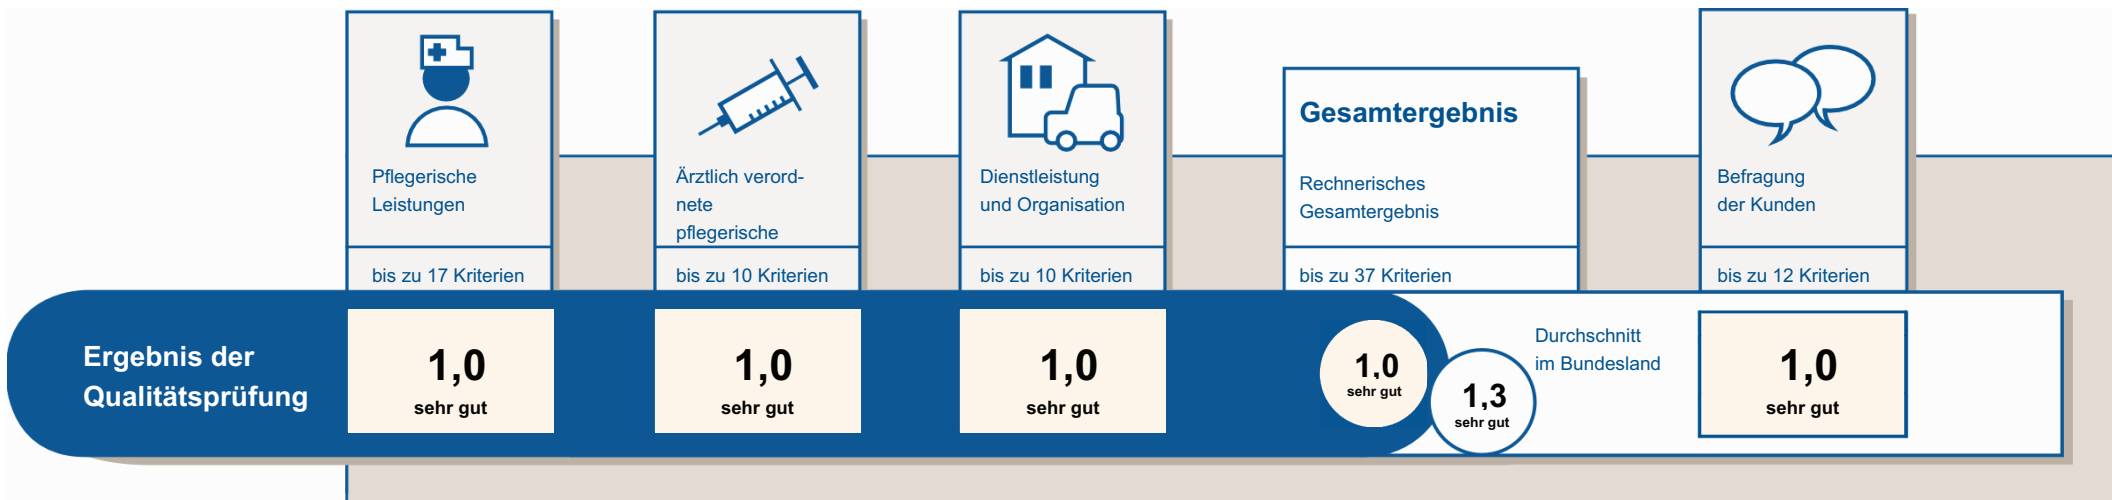 Pflegerische
Leistungen
bis zu 17 Kriterien
Ärztlich verord-
nete
pflegerische
bis zu 10 Kriterien
Dienstleistung
und Organisation
bis zu 10 Kriterien
Gesamtergebnis
Rechnerisches
Gesamtergebnis
bis zu 37 Kriterien
Befragung
der Kunden
bis zu 12 Kriterien
Ergebnis der
Qualitätsprüfung
1,0
sehr gut
1,0
sehr gut
1,0
sehr gut
1,0
sehr gut
1,3
sehr gut
Durchschnitt
im Bundesland
1,0
sehr gut